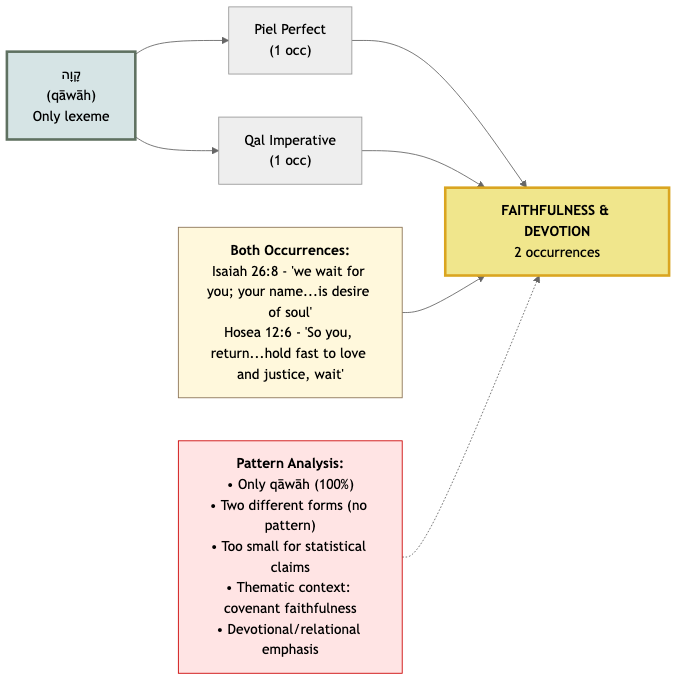 קָוָה
(qāwāh)
Only lexeme
Piel Perfect
(1 occ)
Qal Imperative
(1 occ)
FAITHFULNESS &
DEVOTION
2 occurrences
Both Occurrences:
Isaiah 26:8 - 'we wait for
you; your name...is desire
of soul'
Hosea 12:6 - 'So you,
return...hold fast to love
and justice, wait'
Pattern Analysis:
• Only qāwāh (100%)
• Two different forms (no
pattern)
• Too small for statistical
claims
• Thematic context:
covenant faithfulness
• Devotional/relational
emphasis